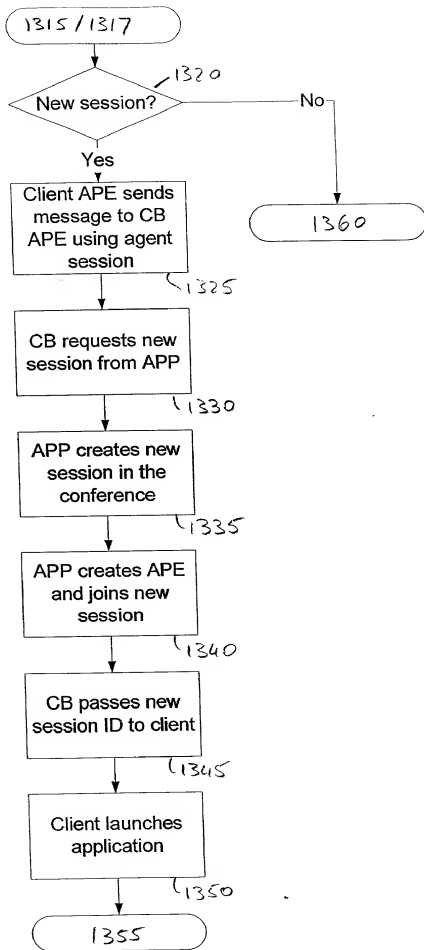 1315/1317
1320
New session?
No
Yes
1360
Client APE sends
message to CB
APE using agent
session
1325
CB requests new
session from APP
1330
APP creates new
session in the
conference
1335
APP creates APE
and joins new
session
1340
CB passes new
session ID to client
1345
Client launches
application
1350
1355